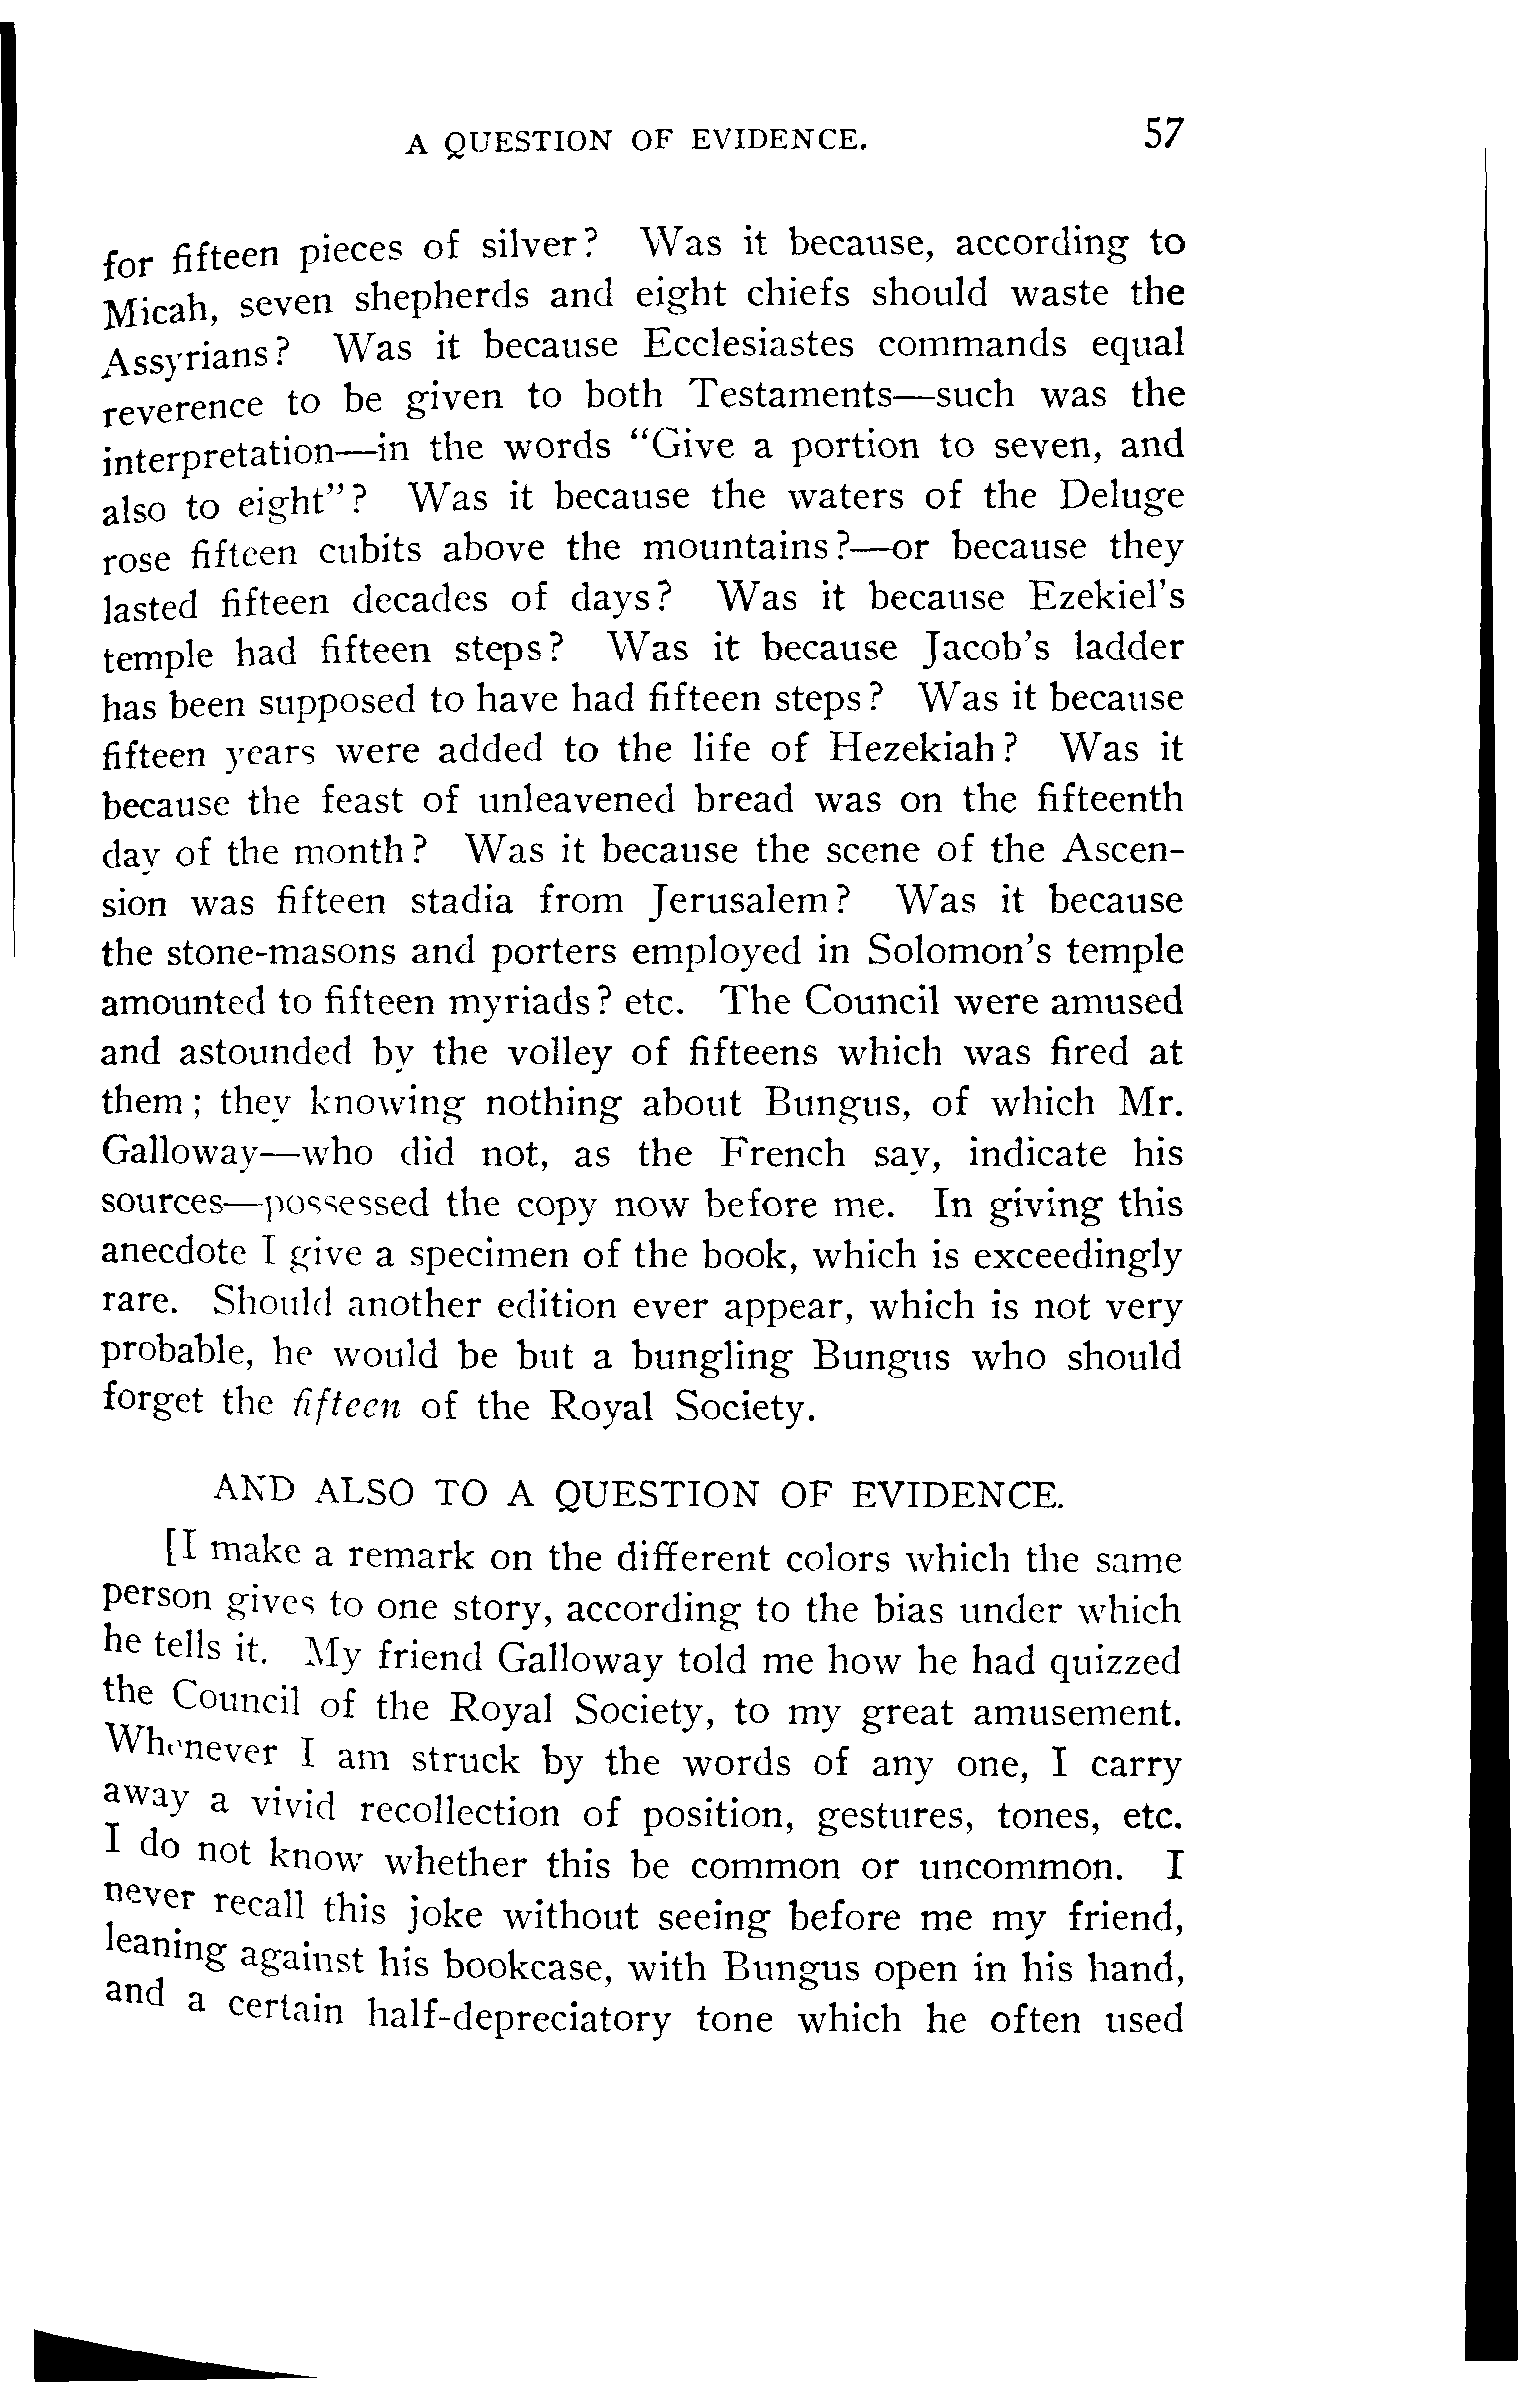 A QUESTION OF EVIDENCE. 57
for fifteen pieces of silver? Was it because, according to
Micah, seven shepherds and eight chiefs should waste the
Assyrians? Was it because Ecclesiastes commands equal
reverence to be given to both Testaments—such was the
interpretation—in the words “Give a portion to seven, and
also to eight”? Was it because the waters of the Deluge
rose fifteen cubits above the mountains?—or because they
lasted fifteen decades of days? Was it because Ezekiel’s
temple had fifteen steps? Was it because Jacob’s ladder
has been supposed to have had fifteen steps? Was it because
fifteen years were added to the life of Hezekiah? Was it
because the feast of unleavened bread was on the fifteenth
day of the month? Was it because the scene of the Ascen-
sion was fifteen stadia from Jerusalem? Was it because
the stone-masons and porters employed in Solomon’s temple
amounted to fifteen myriads? etc. The Council were amused
and astounded by the volley of fifteens which was fired at
them; they knowing nothing about Bungus, of which Mr.
Galloway—who did not, as the French say, indicate his
sources—possessed the copy now before me. In giving this
anecdote I give a specimen of the book, which is exceedingly
rare. Should another edition ever appear, which is not very
probable, he would be but a bungling Bungus who should
forget the fifteen of the Royal Society.
AND ALSO TO A QUESTION OF EVIDENCE.
[I make a remark on the different colors which the same
person gives to one story, according to the bias under which
he tells it. My friend Galloway told me how he had quizzed
the Council of the Royal Society, to my great amusement.
Whenever I am struck by the words of any one, I carry
away a vivid recollection of position, gestures, tones, etc.
I do not know whether this be common or uncommon. I
never recall this joke without seeing before me my friend,
leaning against his bookcase, with Bungus open in his hand,
and a certain half-depreciatory tone which he often used